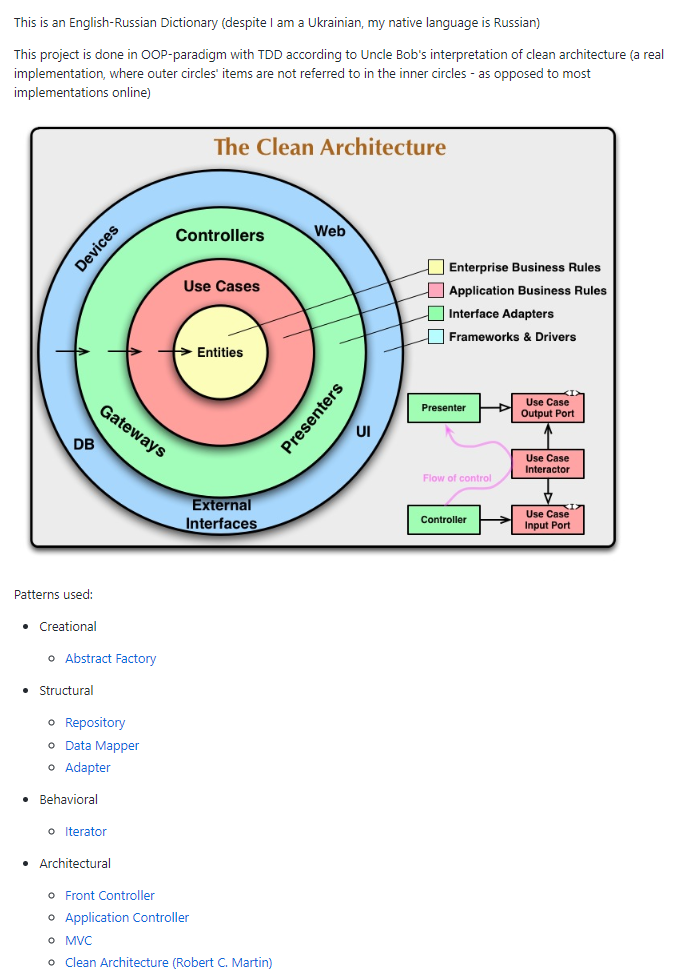 This is an English-Russian Dictionary (despite I am a Ukrainian, my native language is Russian)
This project is done in OOP-paradigm with TDD according to Uncle Bob's interpretation of clean architecture (a real
implementation, where outer circles' items are not referred to in the inner circles - as opposed to most
implementations online)
The Clean Architecture
Devices
Controllers
Web
Use Cases
Entities
Gateways
Presenters
DB
UI
External
Interfaces
Enterprise Business Rules
Application Business Rules
Interface Adapters
Frameworks & Drivers
Presenter
<I>
Use Case
Output Port
Use Case
Interactor
Flow of control
Controller
<I>
Use Case
Input Port
Patterns used:
• Creational
○ Abstract Factory
• Structural
○ Repository
○ Data Mapper
○ Adapter
• Behavioral
○ Iterator
• Architectural
○ Front Controller
○ Application Controller
○ MVC
○ Clean Architecture (Robert C. Martin)